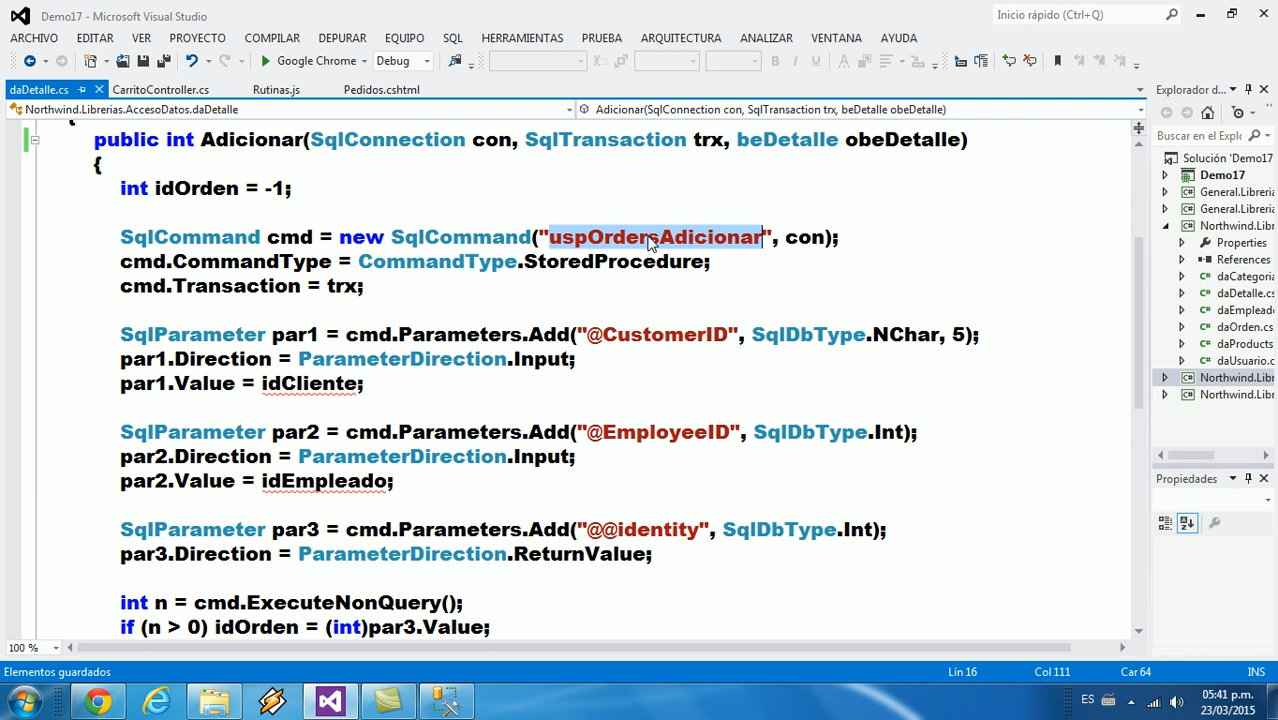 Demo17 - Microsoft Visual Studio
Inicio rápido (Ctrl+Q)
ARCHIVO EDITAR VER PROYECTO COMPILAR DEPURAR EQUIPO SQL HERRAMIENTAS PRUEBA ARQUITECTURA ANALIZAR VENTANA AYUDA
Google Chrome Debug
daDetalle.cs CarritoController.cs Rutinas.js Pedidos.cshtml
Northwind.Librerias.AccesoDatos.daDetalle
Adicionar(SqlConnection con, SqlTransaction trx, beDetalle obeDetalle)
{
public int Adicionar(SqlConnection con, SqlTransaction trx, beDetalle obeDetalle)
{
int idOrden = -1;
SqlCommand cmd = new SqlCommand("uspOrdersAdicionar", con);
cmd.CommandType = CommandType.StoredProcedure;
cmd.Transaction = trx;
SqlParameter par1 = cmd.Parameters.Add("@CustomerID", SqlDbType.NChar, 5);
par1.Direction = ParameterDirection.Input;
par1.Value = idCliente;
SqlParameter par2 = cmd.Parameters.Add("@EmployeeID", SqlDbType.Int);
par2.Direction = ParameterDirection.Input;
par2.Value = idEmpleado;
SqlParameter par3 = cmd.Parameters.Add("@@identity", SqlDbType.Int);
par3.Direction = ParameterDirection.ReturnValue;
int n = cmd.ExecuteNonQuery();
if (n > 0) idOrden = (int)par3.Value;
100 %
Explorador d...
Buscar en el Explo
Solución 'Demo17'
Demo17
General.Libreria
General.Libreria
Northwind.Libr
Properties
References
daCategoria
daDetalle.cs
daEmpleado
daOrden.cs
daProducts
daUsuario.c
Northwind.Libr
Northwind.Libr
Propiedades
Elementos guardados
Lín 16 Col 111 Car 64 INS
ES
05:41 p.m.
23/03/2015